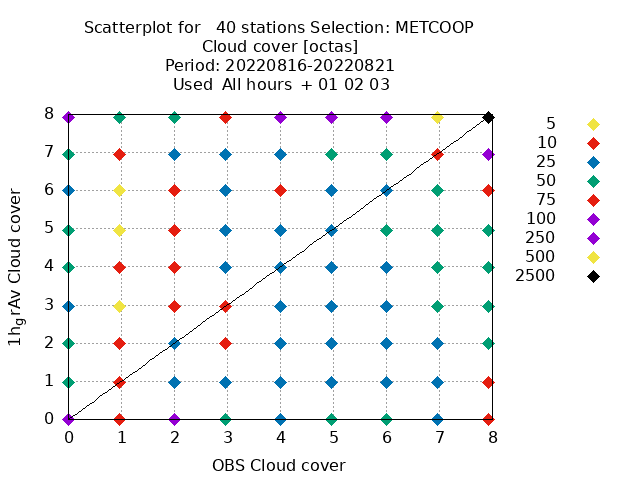 Scatterplot for   40 stations Selection: METCOOP
Cloud cover [octas]
Period: 20220816-20220821
Used  All hours  + 01 02 03
8
7
6
5
4
3
2
1
0
1hgrAv Cloud cover
0 1 2 3 4 5 6 7 8
OBS Cloud cover
5
10
25
50
75
100
250
500
2500